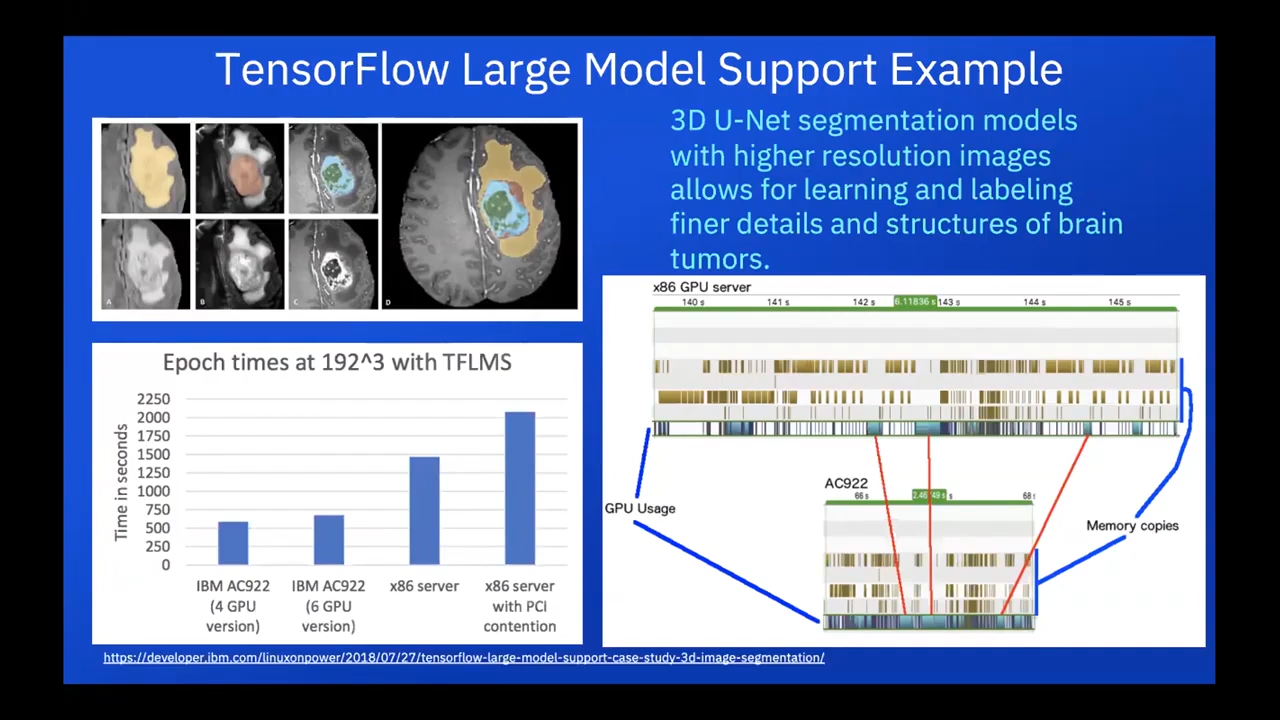 TensorFlow Large Model Support Example
3D U-Net segmentation models
with higher resolution images
allows for learning and labeling
finer details and structures of brain
tumors.
A
B
C
D
Epoch times at 192^3 with TFLMS
Time in seconds
2250
2000
1750
1500
1250
1000
750
500
250
0
IBM AC922
(4 GPU
version)
IBM AC922
(6 GPU
version)
x86 server
x86 server
with PCI
contention
x86 GPU server
140 s 141 s 142 s 6.11836 s 143 s 144 s 145 s
AC922
66 s s 68
GPU Usage
Memory copies
https://developer.ibm.com/linuxonpower/2018/07/27/tensorflow-large-model-support-case-study-3d-image-segmentation/